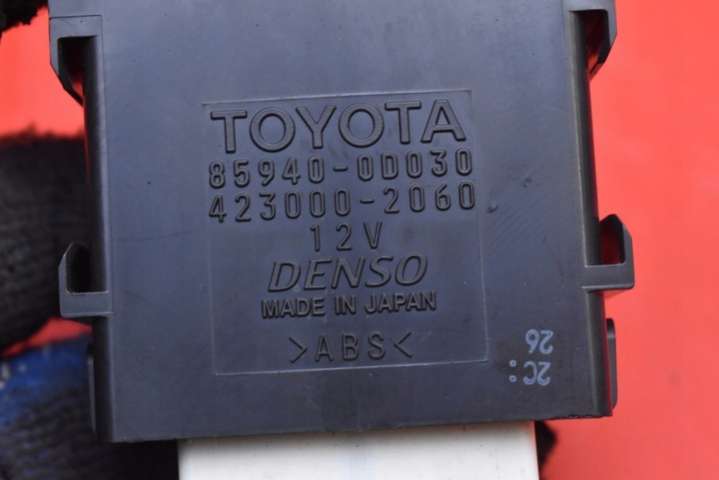 TOYOTA
85940-0D030
423000-2060
12V
DENSO
MADE IN JAPAN
>ABS<
2C:
26